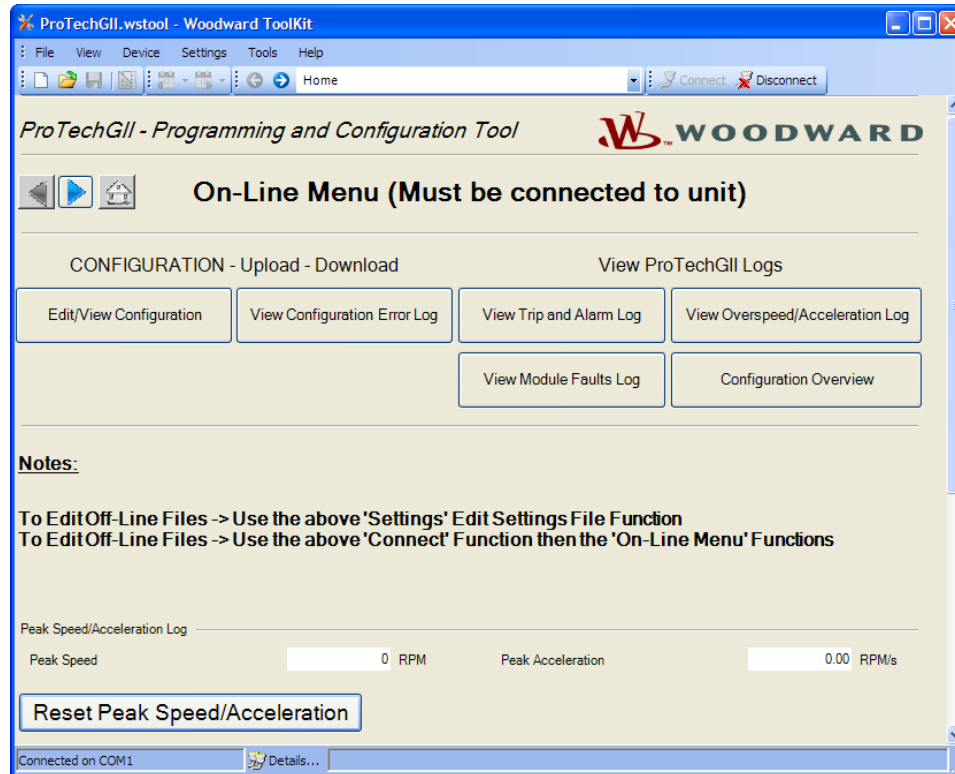 ProTechGII.wstool - Woodward ToolKit
File View Device Settings Tools Help
Home Connect Disconnect
ProTechGII - Programming and Configuration Tool WOODWARD
On-Line Menu (Must be connected to unit)
CONFIGURATION - Upload - Download View ProTechGII Logs
Edit/View Configuration View Configuration Error Log View Trip and Alarm Log View Overspeed/Acceleration Log
View Module Faults Log Configuration Overview
Notes:
To Edit Off-Line Files -> Use the above 'Settings' Edit Settings File Function
To Edit Off-Line Files -> Use the above 'Connect' Function then the 'On-Line Menu' Functions
Peak Speed/Acceleration Log
Peak Speed 0 RPM Peak Acceleration 0.00 RPM/s
Reset Peak Speed/Acceleration
Connected on COM1 Details...